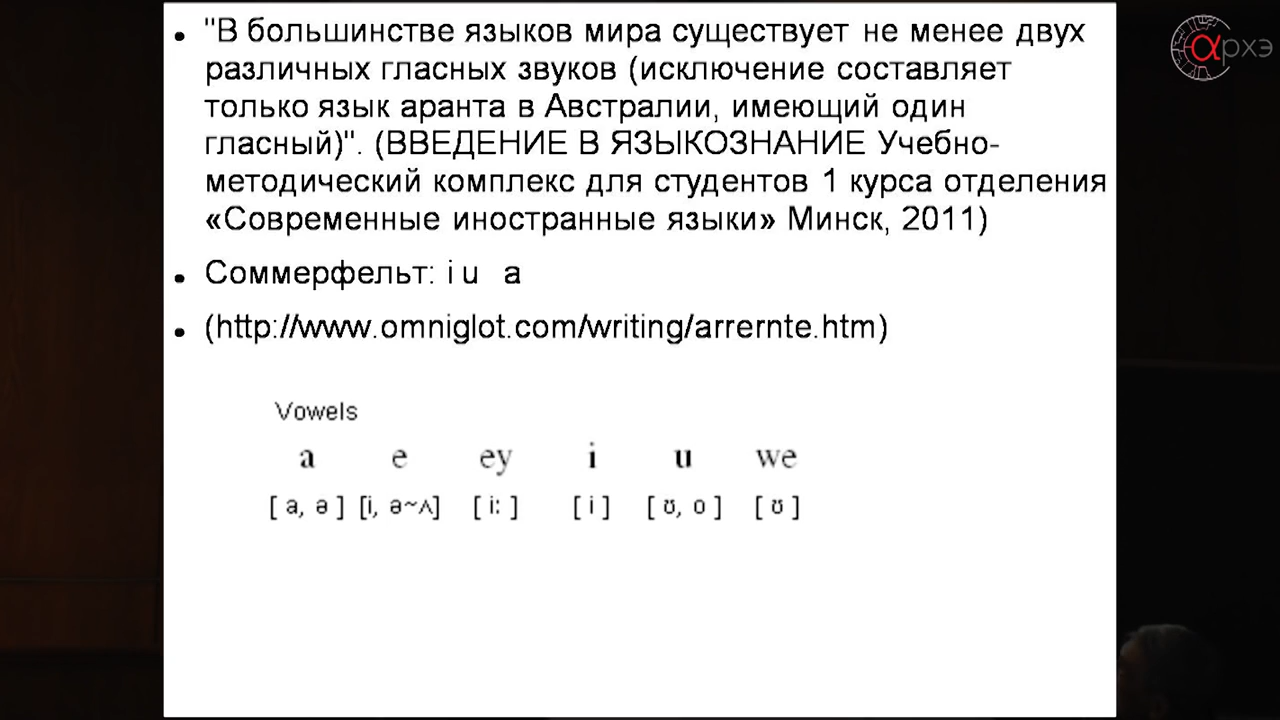 • "В большинстве языков мира существует не менее двух
различных гласных звуков (исключение составляет
только язык аранта в Австралии, имеющий один
гласный)". (ВВЕДЕНИЕ В ЯЗЫКОЗНАНИЕ Учебно-
методический комплекс для студентов 1 курса отделения
«Современные иностранные языки» Минск, 2011)
• Соммерфельт: i u a
• (http://www.omniglot.com/writing/arrernte.htm)
Vowels
a e ey i u we
[ a, ə ] [i, ə~ʌ] [ i: ] [ i ] [ ʊ, o ] [ ʊ ]
αрхэ